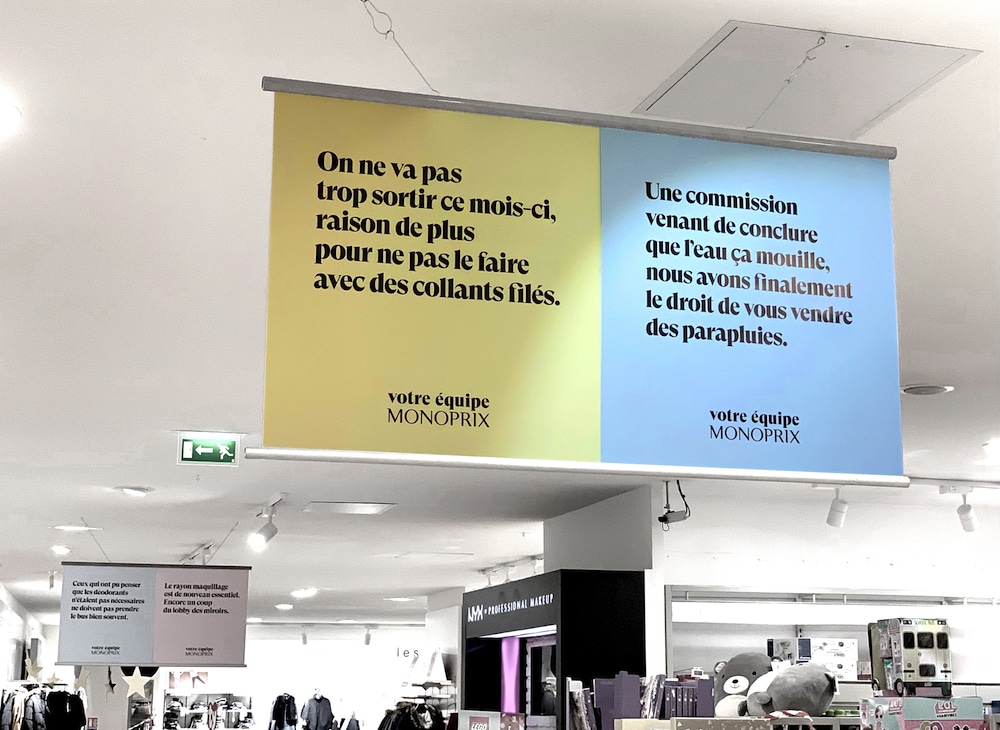 On ne va pas
trop sortir ce mois-ci,
raison de plus
pour ne pas le faire
avec des collants filés.
votre équipe
MONOPRIX
Une commission
venant de conclure
que l'eau ça mouille,
nous avons finalement
le droit de vous vendre
des parapluies.
votre équipe
MONOPRIX
Ceux qui ont pu penser
que les déodorants
n'étaient pas nécessaires
ne doivent pas prendre
le bus bien souvent.
votre équipe
MONOPRIX
Le rayon maquillage
est de nouveau essentiel.
Encore un coup
du lobby des miroirs.
votre équipe
MONOPRIX
NYX PROFESSIONAL MAKEUP
les
LEGO